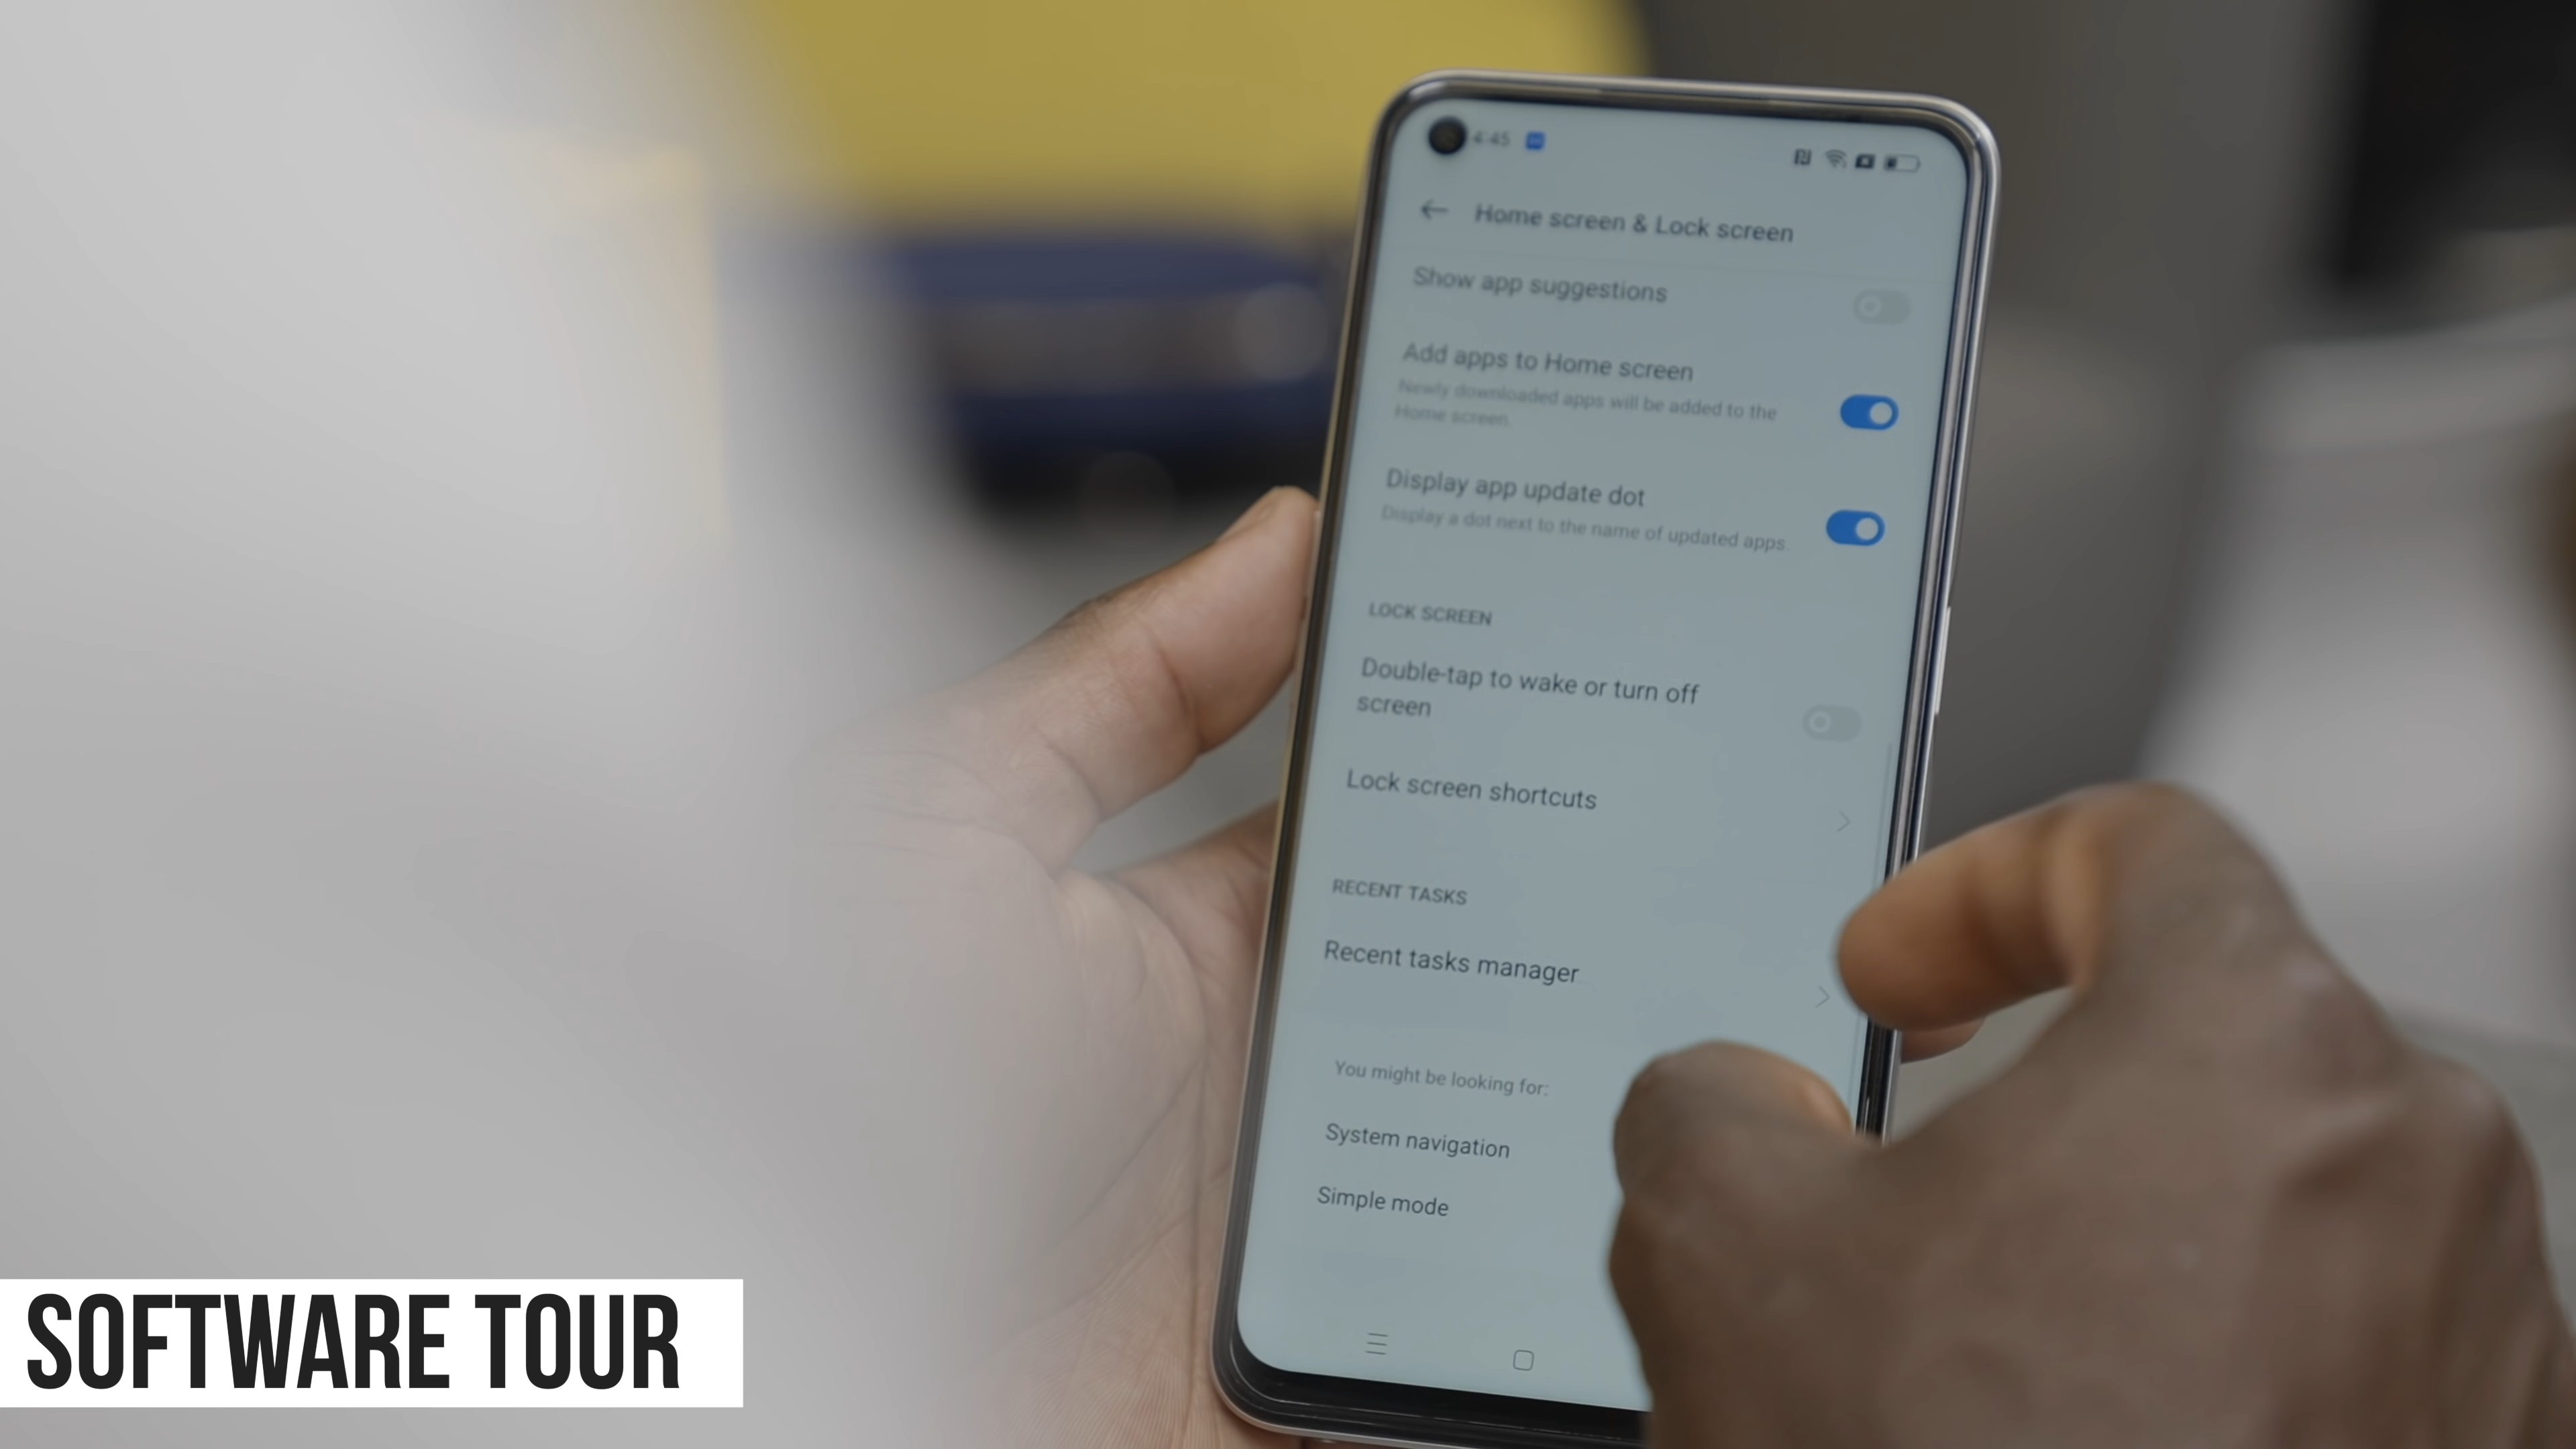 4:45
Home screen & Lock screen
Show app suggestions
Add apps to Home screen
Newly downloaded apps will be added to the
Home screen.
Display app update dot
Display a dot next to the name of updated apps.
LOCK SCREEN
Double-tap to wake or turn off
screen
Lock screen shortcuts
RECENT TASKS
Recent tasks manager
You might be looking for:
System navigation
Simple mode
SOFTWARE TOUR